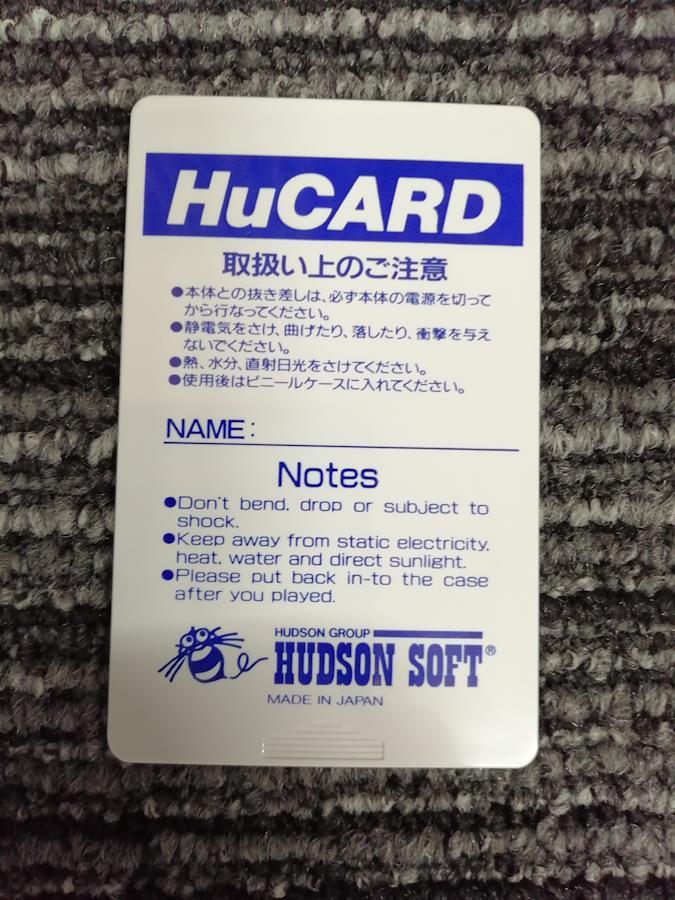 HuCARD
取扱い上のご注意
●本体との抜き差しは、必ず本体の電源を切って
から行なってください。
●静電気をさけ、曲げたり、落したり、衝撃を与え
ないでください。
●熱、水分、直射日光をさけてください。
●使用後はビニールケースに入れてください。
NAME:
Notes
●Don't bend, drop or subject to
shock.
●Keep away from static electricity,
heat, water and direct sunlight.
●Please put back in-to the case
after you played.
HUDSON GROUP
HUDSON SOFT®
MADE IN JAPAN